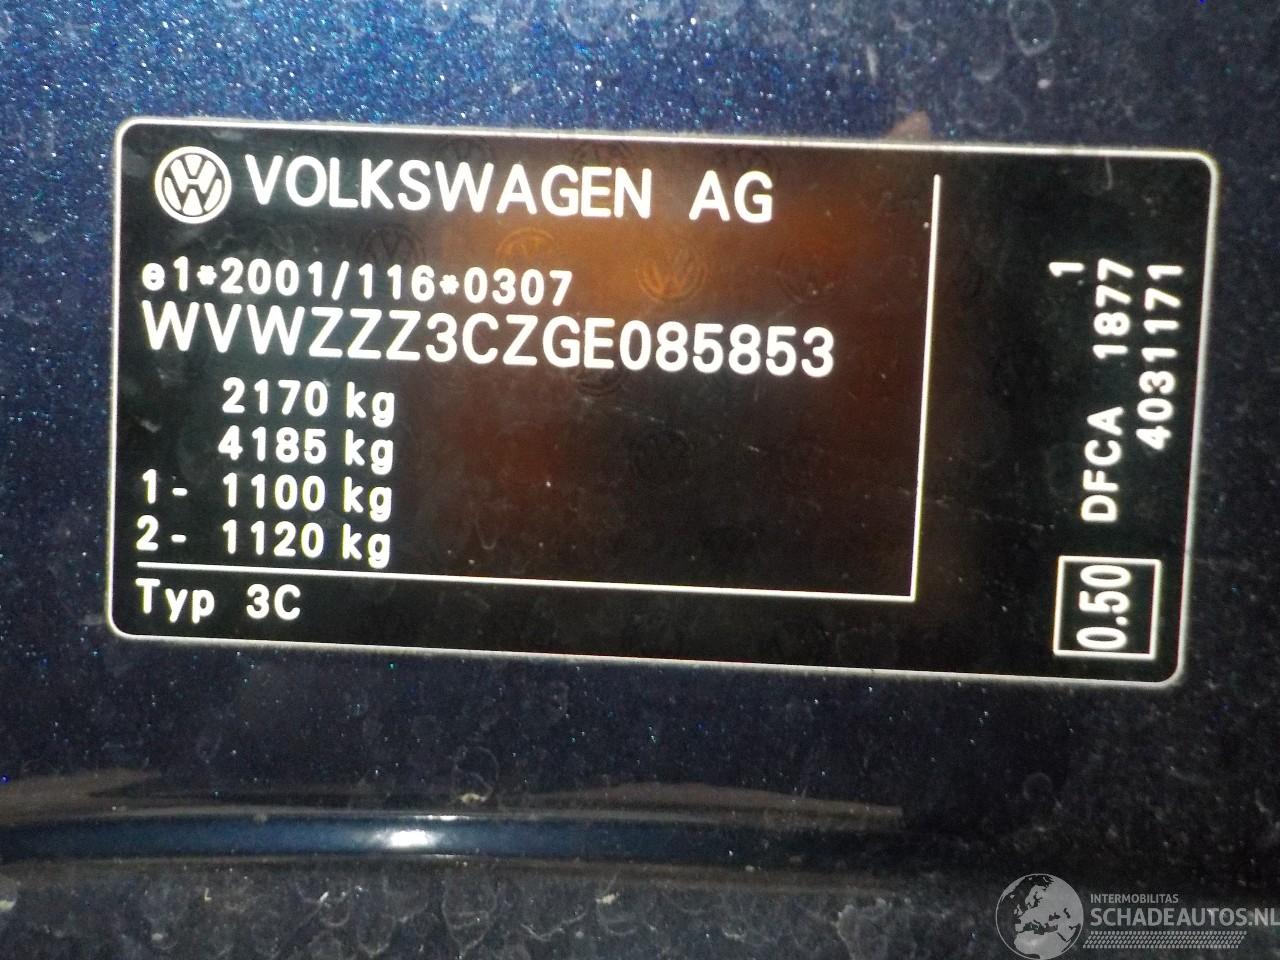 VOLKSWAGEN AG
e1*2001/116*0307
WVWZZZ3CZGE085853
2170 kg
4185 kg
1- 1100 kg
2- 1120 kg
Typ 3C
1
DFCA 1877
4031171
0.50
INTERMOBILITAS
SCHADEAUTOS.NL